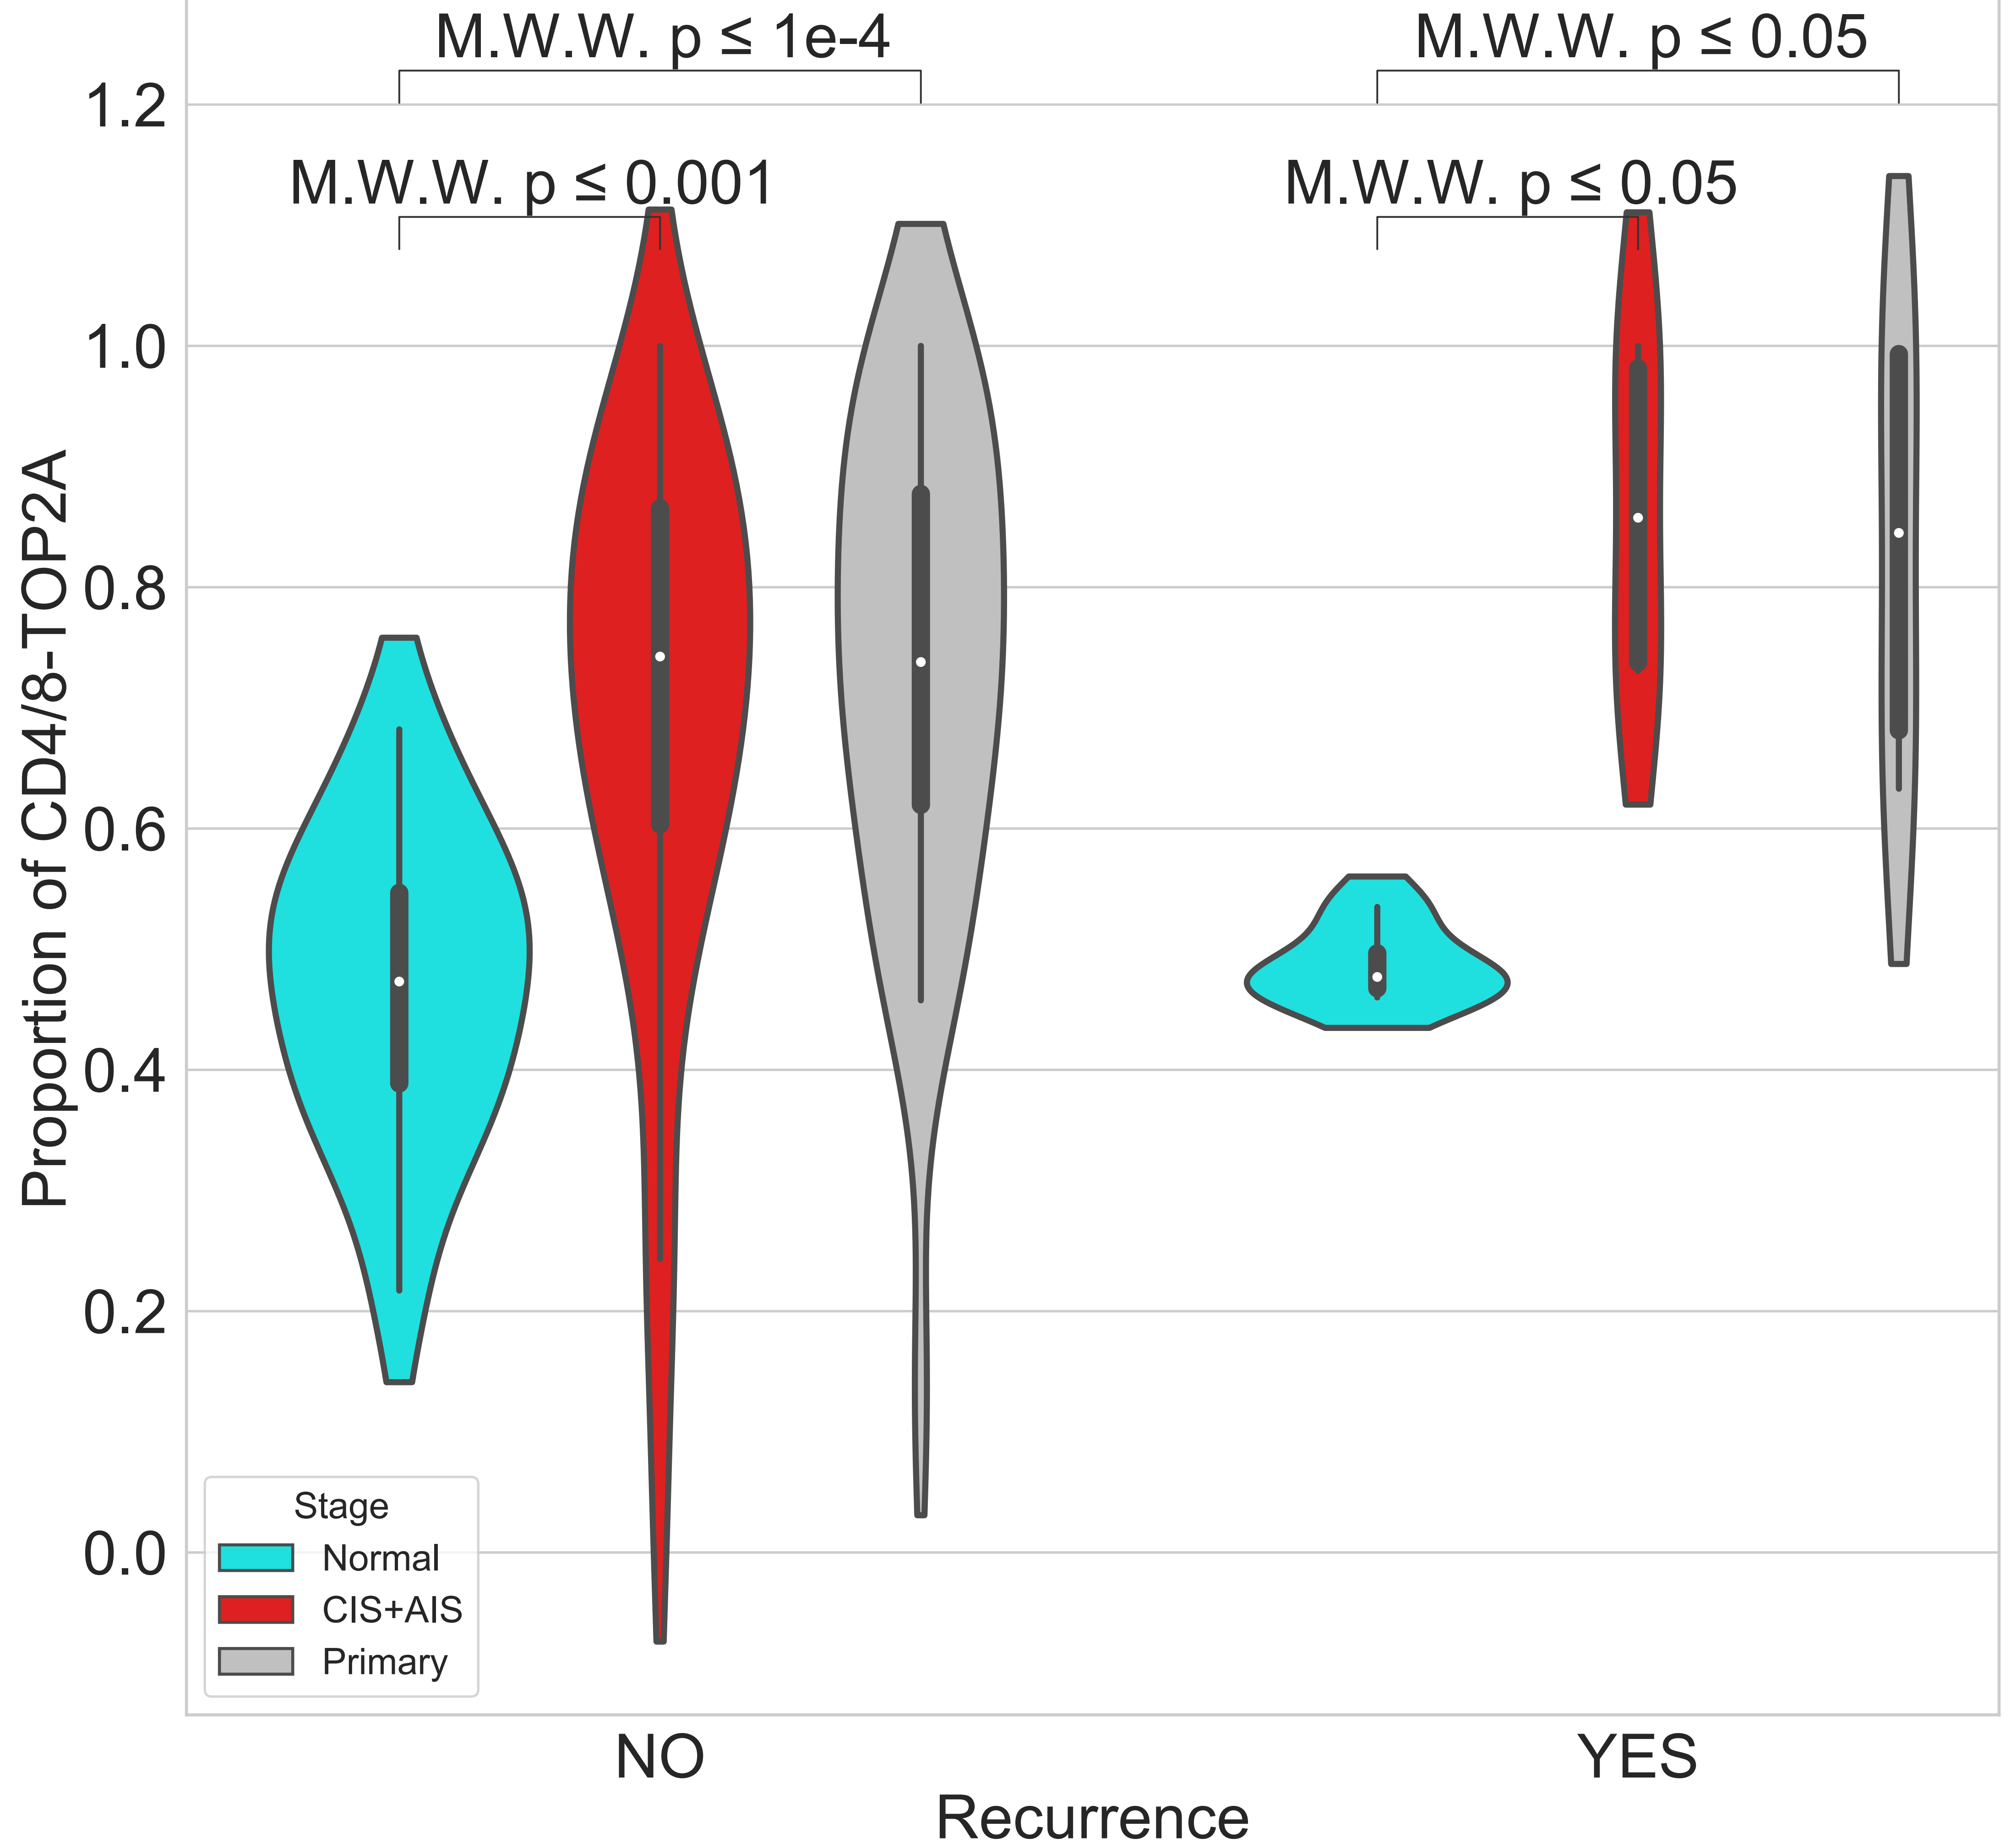 M.W.W. p ≤ 1e-4
M.W.W. p ≤ 0.05
M.W.W. p ≤ 0.001
M.W.W. p ≤ 0.05
Proportion of CD4/8-TOP2A
1.2
1.0
0.8
0.6
0.4
0.2
0.0
Stage
Normal
CIS+AIS
Primary
NO
YES
Recurrence